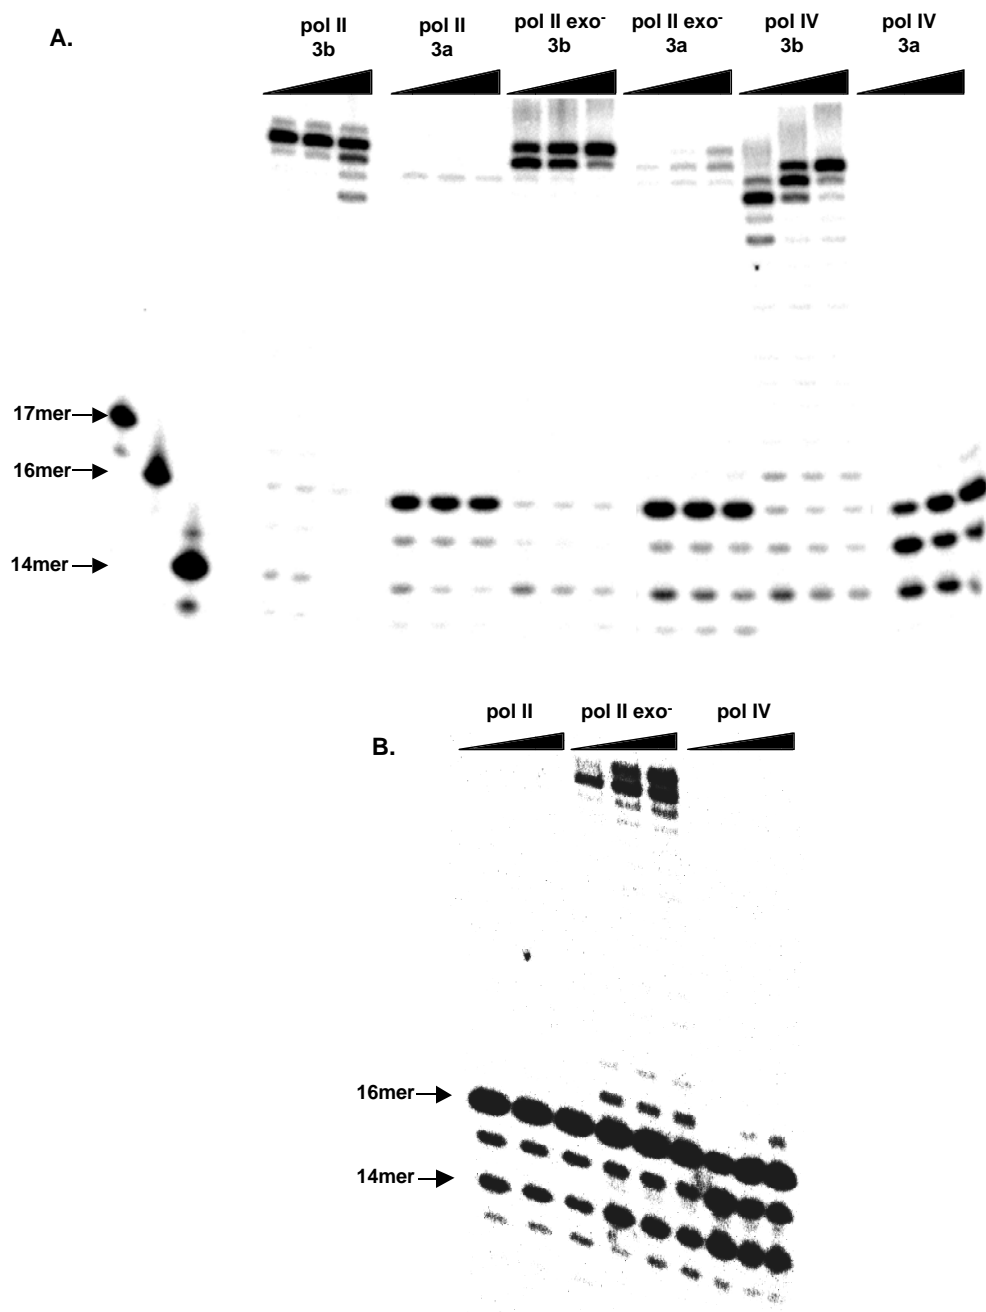 A.
pol II
3b
pol II
3a
pol II exo-
3b
pol II exo-
3a
pol IV
3b
pol IV
3a
17mer
16mer
14mer
B.
pol II
pol II exo-
pol IV
16mer
14mer